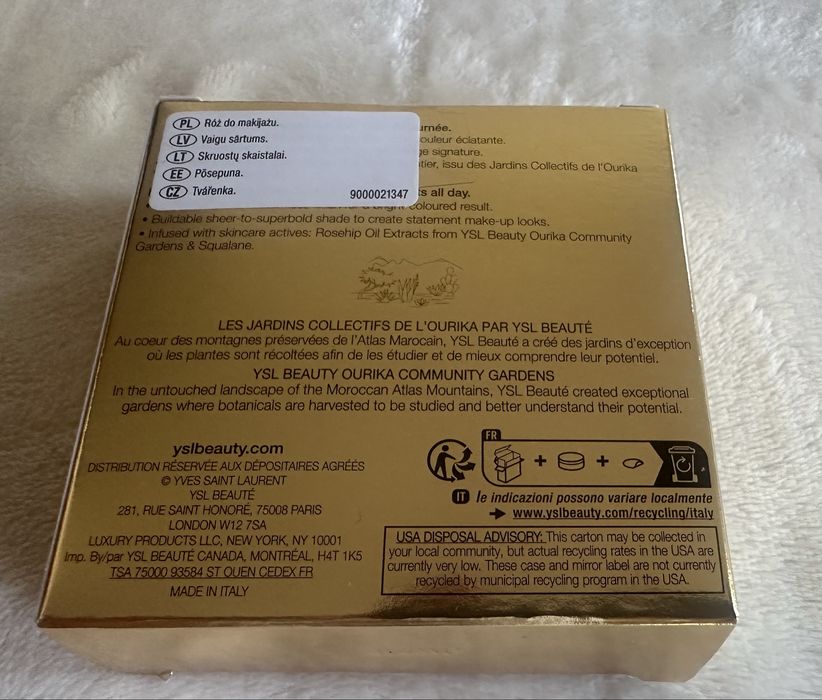 PL Róż do makijażu.
LV Vaigu sārtums.
LT Skruostų skaistalai.
EE Põsepuna.
CZ Tvářenka.
9000021347
urnée.
ouleur éclatante.
ge signature.
tier, issu des Jardins Collectifs de l'Ourika
s all day.
coloured result.
• Buildable sheer-to-superbold shade to create statement make-up looks.
• Infused with skincare actives: Rosehip Oil Extracts from YSL Beauty Ourika Community
Gardens & Squalane.
LES JARDINS COLLECTIFS DE L'OURIKA PAR YSL BEAUTÉ
Au coeur des montagnes préservées de l'Atlas Marocain, YSL Beauté a créé des jardins d'exception
où les plantes sont récoltées afin de les étudier et de mieux comprendre leur potentiel.
YSL BEAUTY OURIKA COMMUNITY GARDENS
In the untouched landscape of the Moroccan Atlas Mountains, YSL Beauté created exceptional
gardens where botanicals are harvested to be studied and better understand their potential.
yslbeauty.com
DISTRIBUTION RÉSERVÉE AUX DÉPOSITAIRES AGRÉÉS
© YVES SAINT LAURENT
YSL BEAUTÉ
281, RUE SAINT HONORÉ, 75008 PARIS
LONDON W12 7SA
LUXURY PRODUCTS LLC, NEW YORK, NY 10001
Imp. By/par YSL BEAUTÉ CANADA, MONTRÉAL, H4T 1K5
TSA 75000 93584 ST OUEN CEDEX FR
MADE IN ITALY
FR
+ +
IT le indicazioni possono variare localmente
→ www.yslbeauty.com/recycling/italy
USA DISPOSAL ADVISORY: This carton may be collected in
your local community, but actual recycling rates in the USA are
currently very low. These case and mirror label are not currently
recycled by municipal recycling program in the USA.